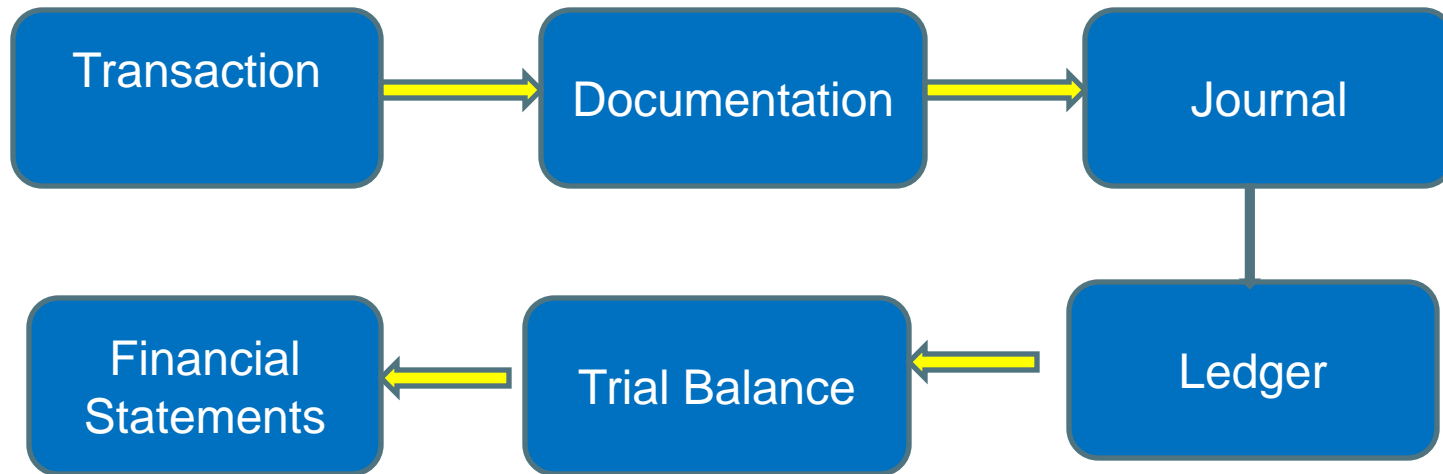 Transaction
Documentation
Journal
Financial
Statements
Trial Balance
Ledger